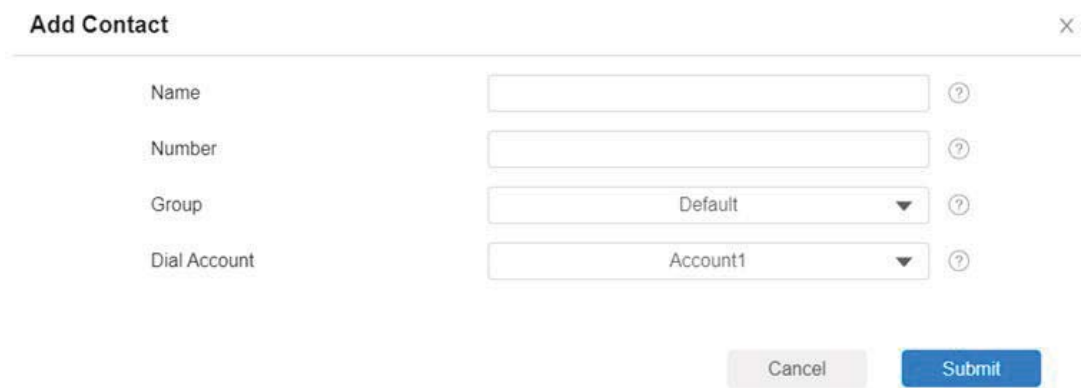 Add Contact
Name
Number
Group Default
Dial Account Account1
Cancel Submit